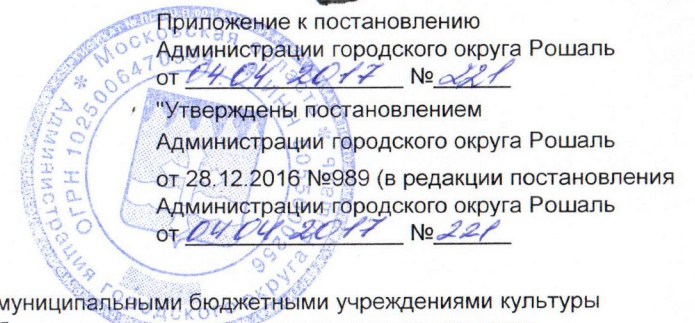 Приложение к постановлению
Администрации городского округа Рошаль
от 04.04.2017 № 221
"Утверждены постановлением
Администрации городского округа Рошаль
от 28.12.2016 №989 (в редакции постановления
Администрации городского округа Рошаль
от 04.04.2017 № 221
муниципальными бюджетными учреждениями культуры